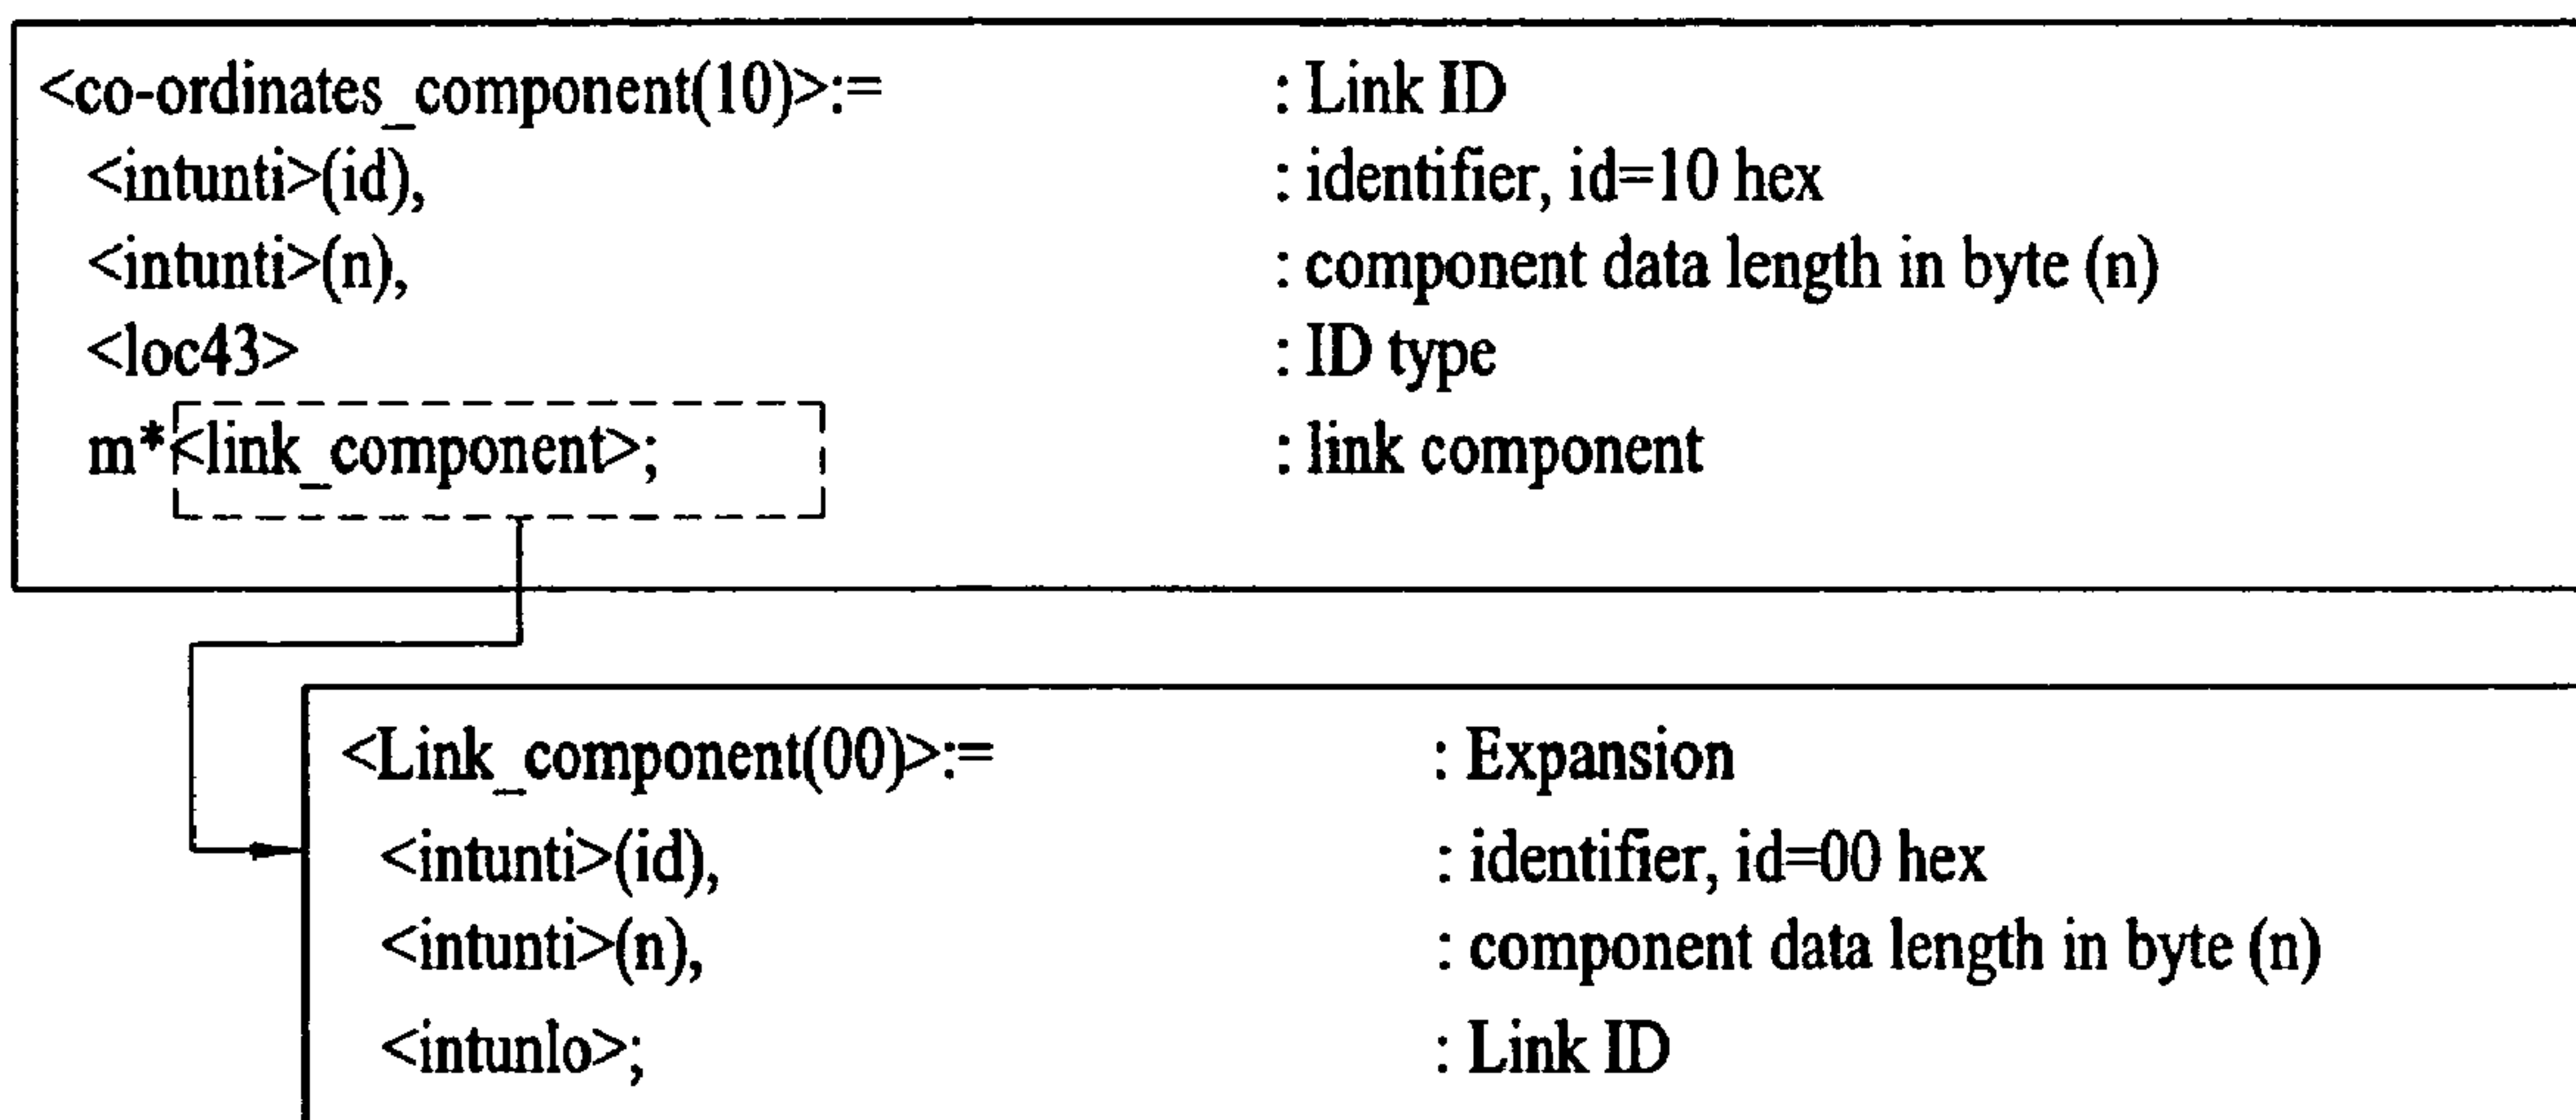 <co-ordinates_component(10)>:= : Link ID
<intunti>(id), : identifier, id=10 hex
<intunti>(n), : component data length in byte (n)
<loc43> : ID type
m*<link_component>; : link component
<Link_component(00)>:= : Expansion
<intunti>(id), : identifier, id=00 hex
<intunti>(n), : component data length in byte (n)
<intunlo>; : Link ID